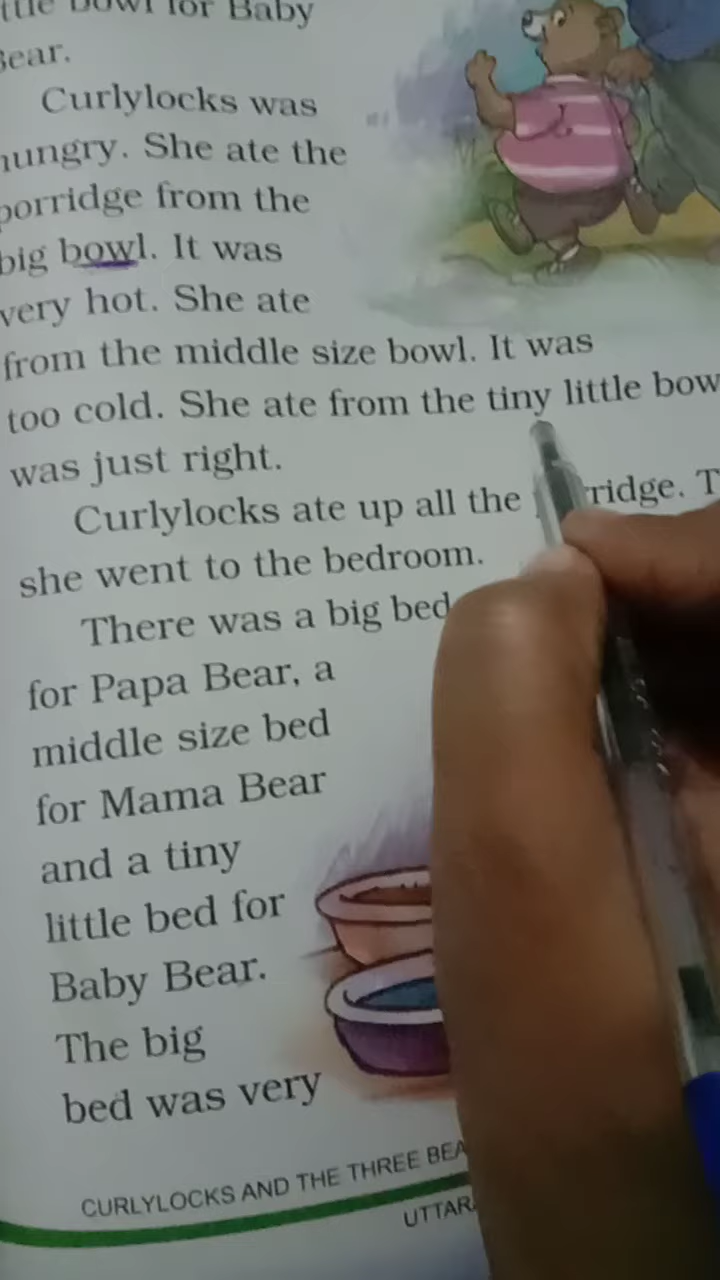 Bowl for Baby
Bear.
Curlylocks was
hungry. She ate the
porridge from the
big bowl. It was
very hot. She ate
from the middle size bowl. It was
too cold. She ate from the tiny little bow
was just right.
Curlylocks ate up all the ridge. T
she went to the bedroom.
There was a big bed
for Papa Bear, a
middle size bed
for Mama Bear
and a tiny
little bed for
Baby Bear.
The big
bed was very
CURLYLOCKS AND THE THREE BEA
UTTAR